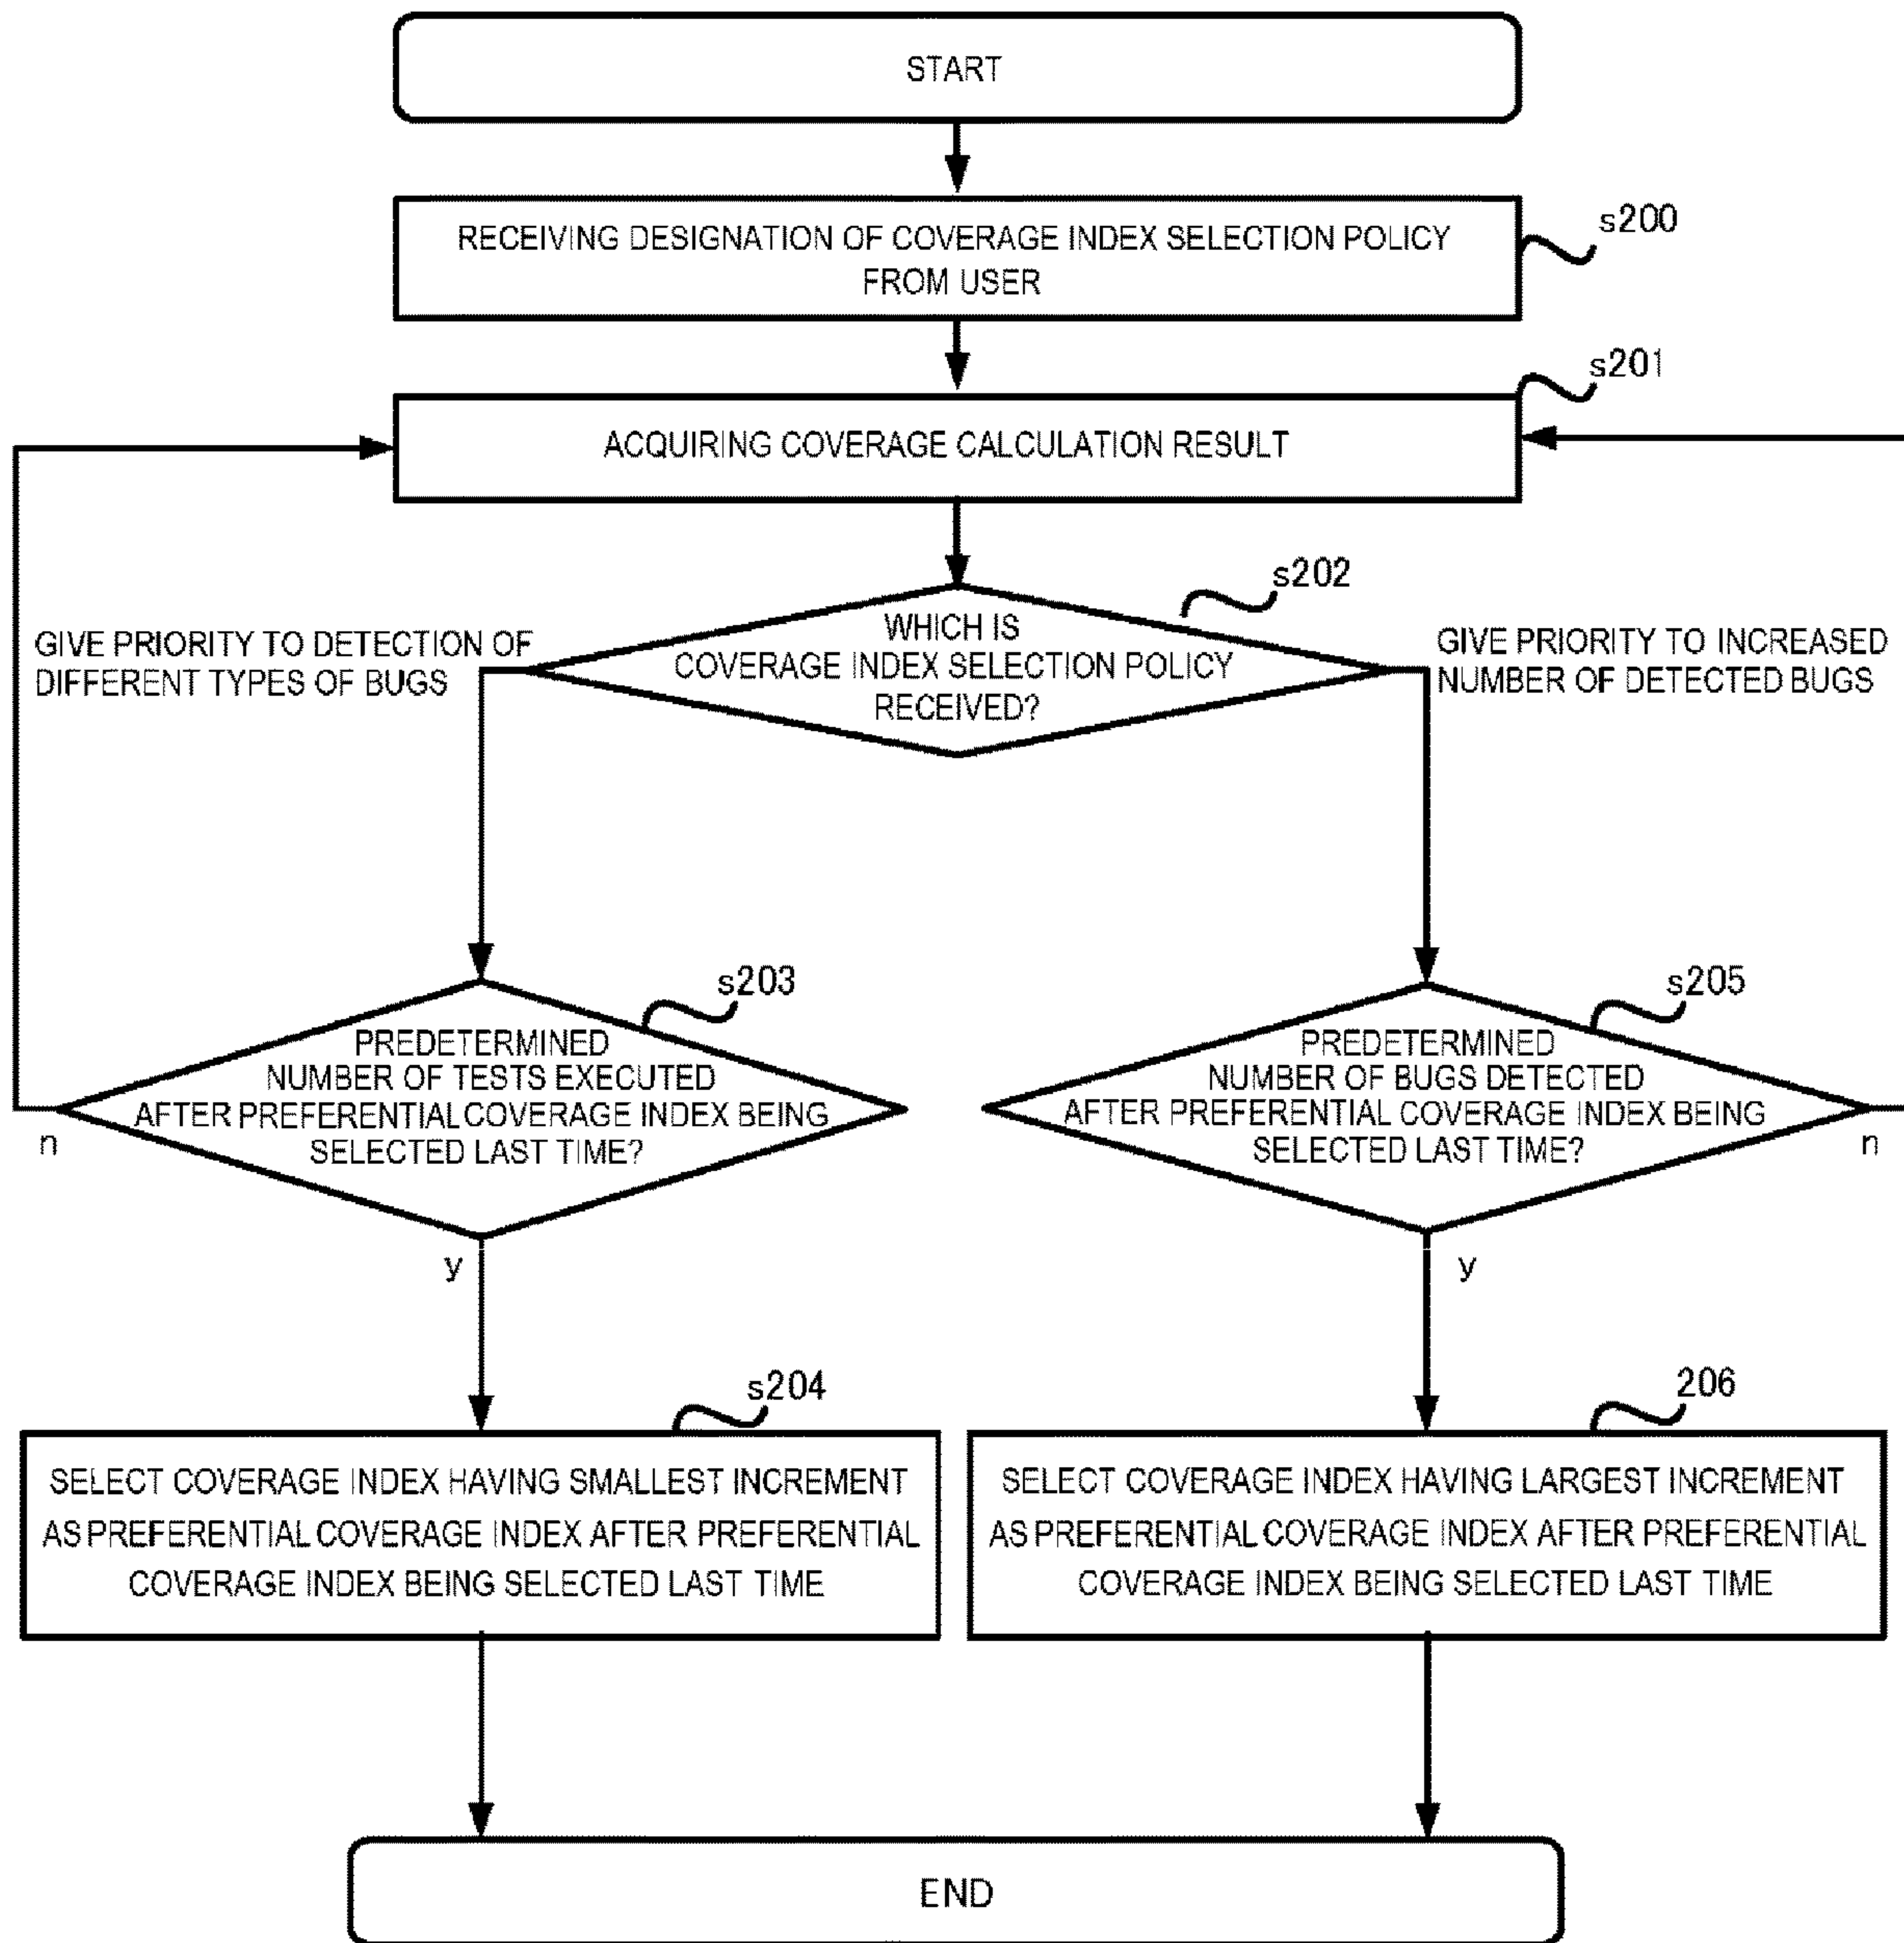 START
s200
RECEIVING DESIGNATION OF COVERAGE INDEX SELECTION POLICY
FROM USER
s201
ACQUIRING COVERAGE CALCULATION RESULT
s202
GIVE PRIORITY TO DETECTION OF
DIFFERENT TYPES OF BUGS
WHICH IS
COVERAGE INDEX SELECTION POLICY
RECEIVED?
GIVE PRIORITY TO INCREASED
NUMBER OF DETECTED BUGS
s203
PREDETERMINED
NUMBER OF TESTS EXECUTED
AFTER PREFERENTIAL COVERAGE INDEX BEING
SELECTED LAST TIME?
n
y
s205
PREDETERMINED
NUMBER OF BUGS DETECTED
AFTER PREFERENTIAL COVERAGE INDEX BEING
SELECTED LAST TIME?
n
y
s204
SELECT COVERAGE INDEX HAVING SMALLEST INCREMENT
AS PREFERENTIAL COVERAGE INDEX AFTER PREFERENTIAL
COVERAGE INDEX BEING SELECTED LAST TIME
206
SELECT COVERAGE INDEX HAVING LARGEST INCREMENT
AS PREFERENTIAL COVERAGE INDEX AFTER PREFERENTIAL
COVERAGE INDEX BEING SELECTED LAST TIME
END